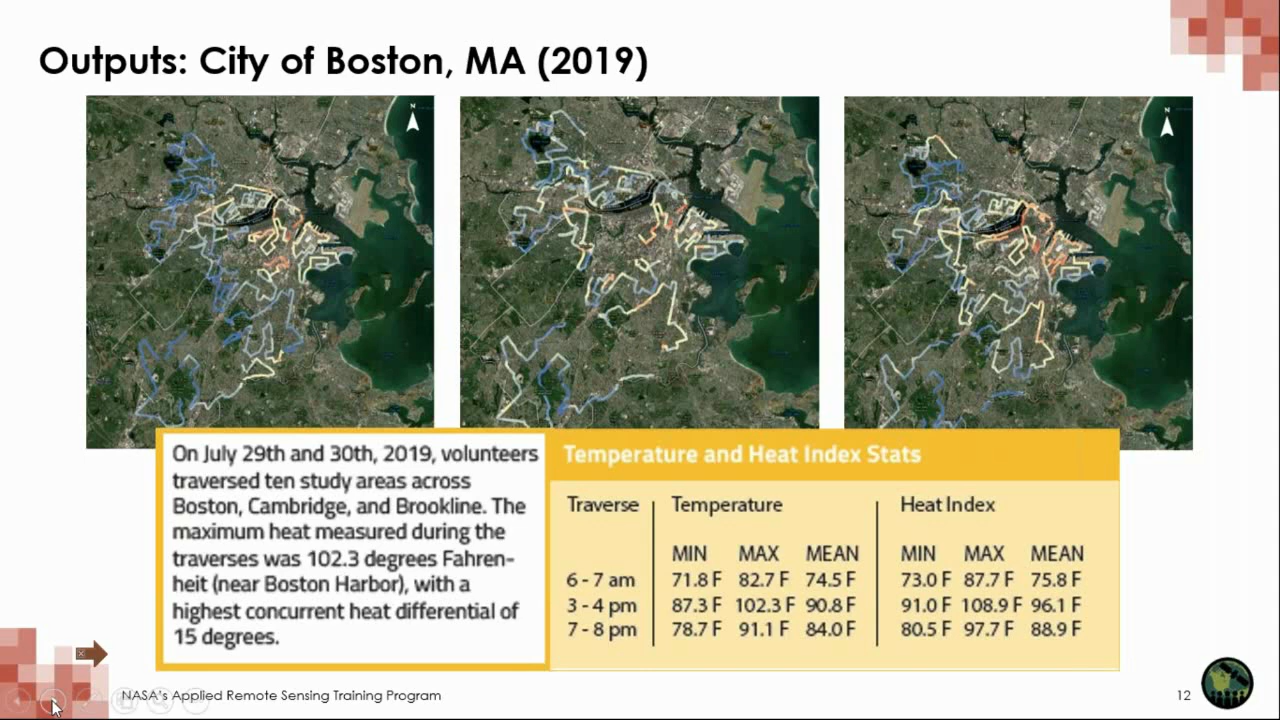 Outputs: City of Boston, MA (2019)
N
N
On July 29th and 30th, 2019, volunteers
traversed ten study areas across
Boston, Cambridge, and Brookline. The
maximum heat measured during the
traverses was 102.3 degrees Fahren-
heit (near Boston Harbor), with a
highest concurrent heat differential of
15 degrees.
Temperature and Heat Index Stats
Traverse Temperature Heat Index
MIN MAX MEAN MIN MAX MEAN
6 - 7 am 71.8 F 82.7 F 74.5 F 73.0 F 87.7 F 75.8 F
3 - 4 pm 87.3 F 102.3 F 90.8 F 91.0 F 108.9 F 96.1 F
7 - 8 pm 78.7 F 91.1 F 84.0 F 80.5 F 97.7 F 88.9 F
NASA's Applied Remote Sensing Training Program
12